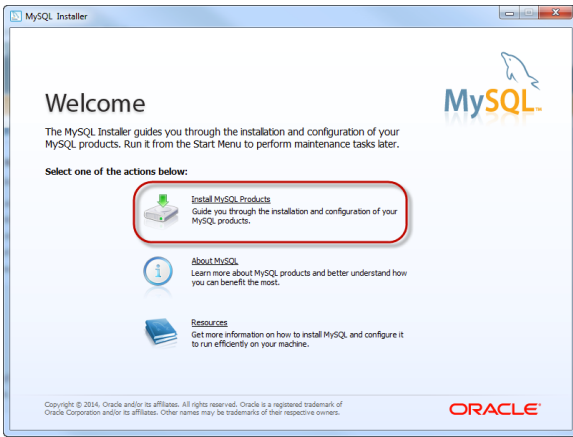 MySQL Installer
MySQL™
Welcome
The MySQL Installer guides you through the installation and configuration of your
MySQL products. Run it from the Start Menu to perform maintenance tasks later.
Select one of the actions below:
Install MySQL Products
Guide you through the installation and configuration of your
MySQL products.
About MySQL
Learn more about MySQL products and better understand how
you can benefit the most.
Resources
Get more information on how to install MySQL and configure it
to run efficiently on your machine.
Copyright © 2014, Oracle and/or its affiliates. All rights reserved. Oracle is a registered trademark of
Oracle Corporation and/or its affiliates. Other names may be trademarks of their respective owners.
ORACLE